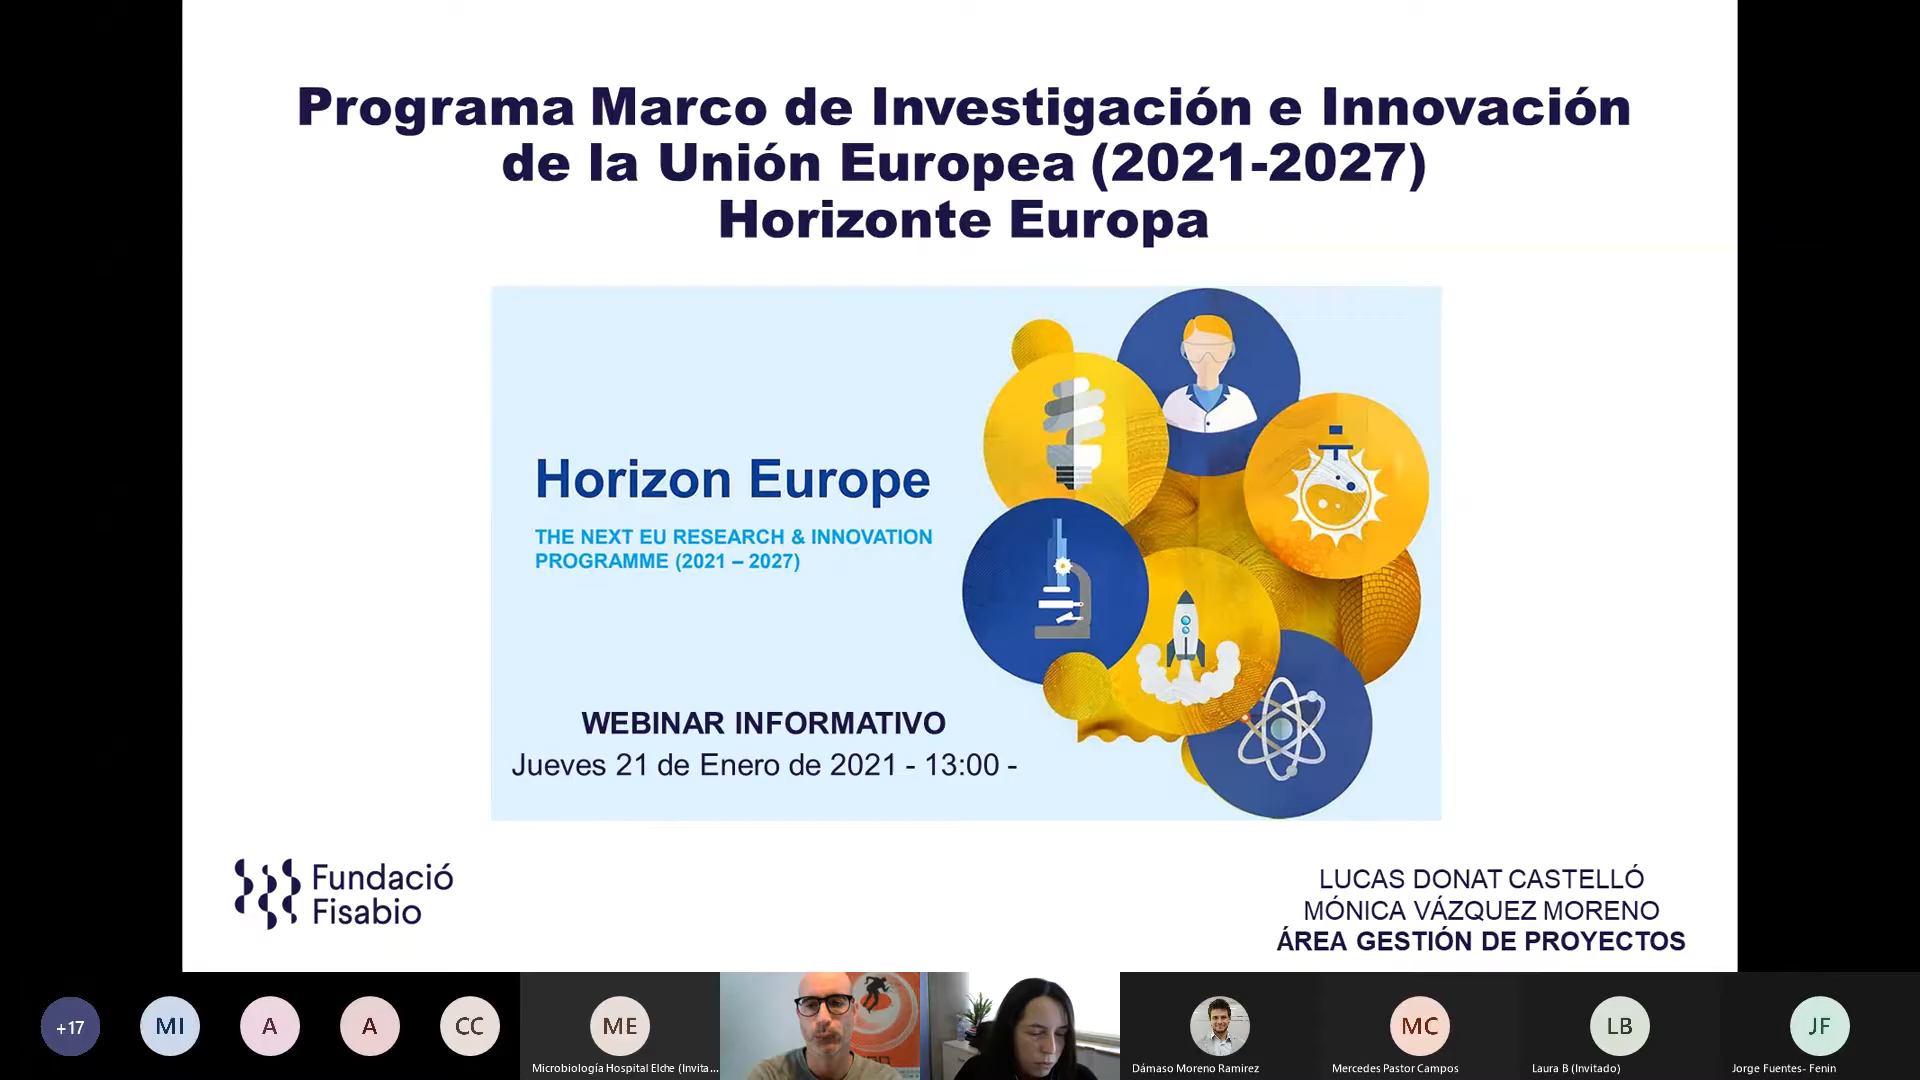 Programa Marco de Investigación e Innovación
de la Unión Europea (2021-2027)
Horizonte Europa
Horizon Europe
THE NEXT EU RESEARCH & INNOVATION
PROGRAMME (2021 – 2027)
WEBINAR INFORMATIVO
Jueves 21 de Enero de 2021 - 13:00 -
Fundació
Fisabio
LUCAS DONAT CASTELLÓ
MÓNICA VÁZQUEZ MORENO
ÁREA GESTIÓN DE PROYECTOS
+17
MI
A
A
CC
ME
MC
LB
JF
Microbiología Hospital Elche (Invita...
Dámaso Moreno Ramirez
Mercedes Pastor Campos
Laura B (Invitado)
Jorge Fuentes- Fenin